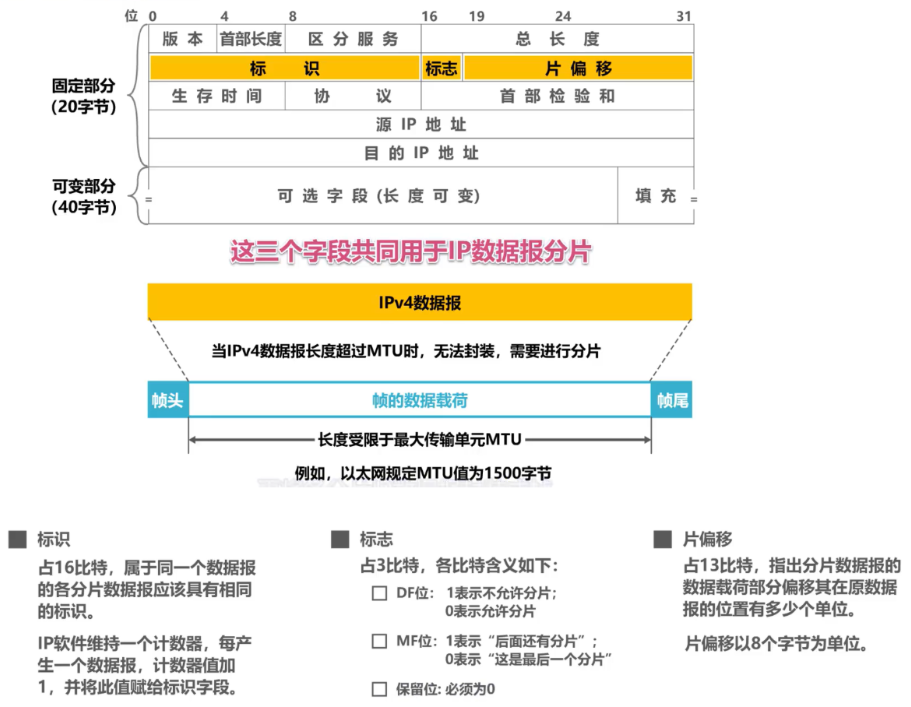 位 0 4 8 16 19 24 31
版 本 首部长度 区 分 服 务 总 长 度
标 识 标志 片 偏 移
固定部分
(20字节)
生 存 时 间 协 议 首 部 检 验 和
源 IP 地 址
目 的 IP 地 址
可变部分
(40字节)
可 选 字 段 (长 度 可 变) 填 充
这三个字段共同用于IP数据报分片
IPv4数据报
当IPv4数据报长度超过MTU时，无法封装，需要进行分片
帧头 帧的数据载荷 帧尾
长度受限于最大传输单元MTU
例如，以太网规定MTU值为1500字节
标识
占16比特，属于同一个数据报
的各分片数据报应该具有相同
的标识。
IP软件维持一个计数器，每产
生一个数据报，计数器值加
1，并将此值赋给标识字段。
标志
占3比特，各比特含义如下：
DF位： 1表示不允许分片；
0表示允许分片
MF位：1表示“后面还有分片”；
0表示“这是最后一个分片”
保留位: 必须为0
片偏移
占13比特，指出分片数据报的
数据载荷部分偏移其在原数据
报的位置有多少个单位。
片偏移以8个字节为单位。